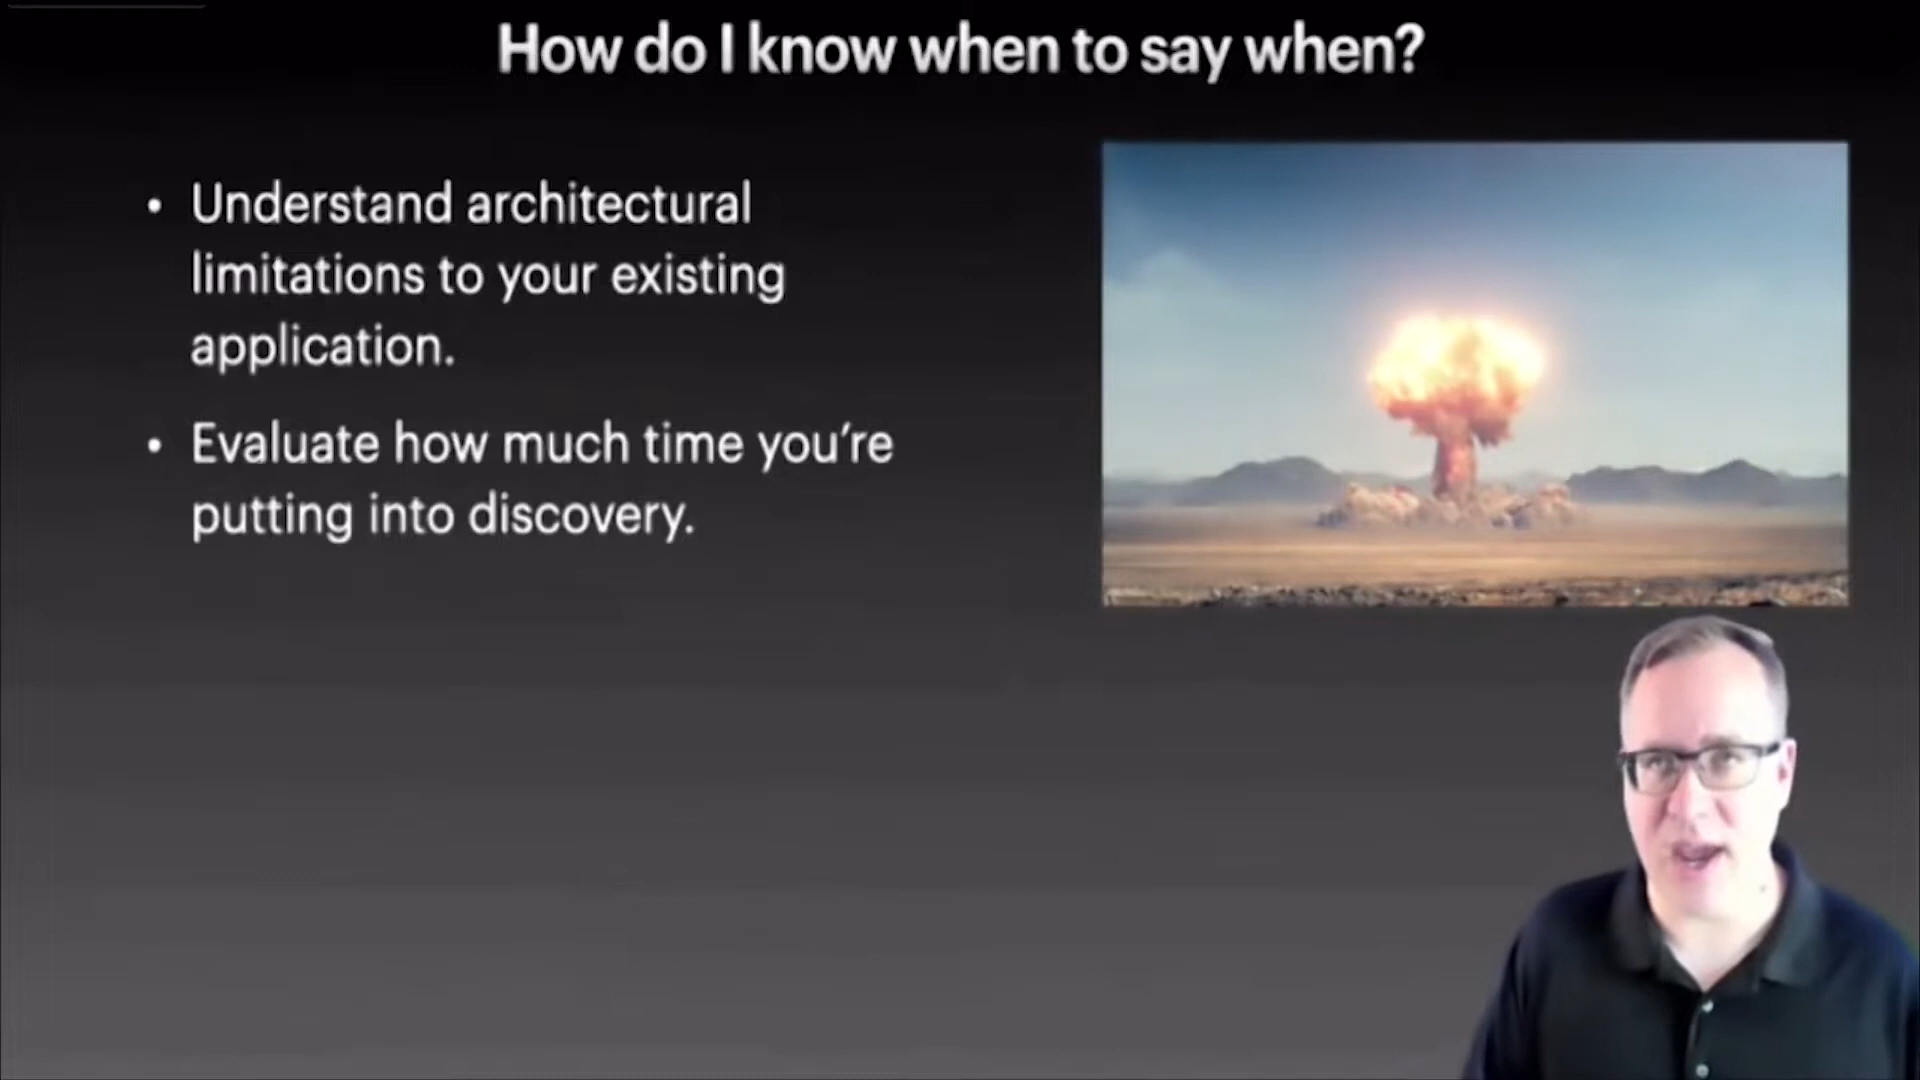 How do I know when to say when?
• Understand architectural
limitations to your existing
application.
• Evaluate how much time you’re
putting into discovery.